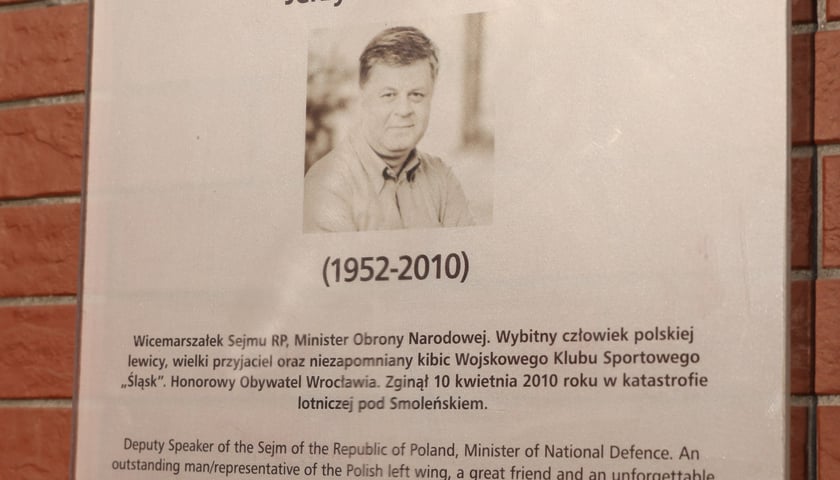 Jerzy
(1952-2010)
Wicemarszałek Sejmu RP, Minister Obrony Narodowej. Wybitny człowiek polskiej
lewicy, wielki przyjaciel oraz niezapomniany kibic Wojskowego Klubu Sportowego
„Śląsk”. Honorowy Obywatel Wrocławia. Zginął 10 kwietnia 2010 roku w katastrofie
lotniczej pod Smoleńskiem.
Deputy Speaker of the Sejm of the Republic of Poland, Minister of National Defence. An
outstanding man/representative of the Polish left wing, a great friend and an unforgettable